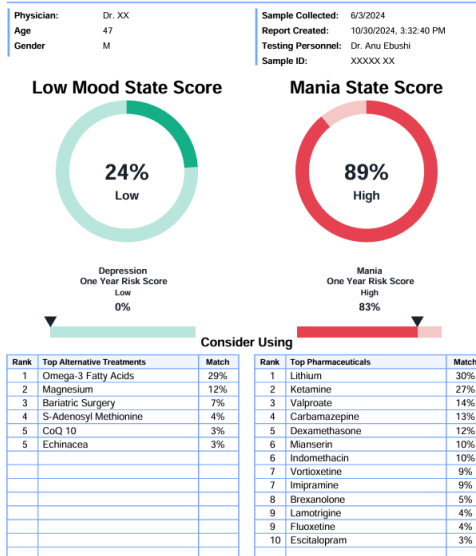 Physician: Dr. XX
Age 47
Gender M
Sample Collected: 6/3/2024
Report Created: 10/30/2024, 3:32:40 PM
Testing Personnel: Dr. Anu Ebushi
Sample ID: XXXXX XX
Low Mood State Score
24%
Low
Mania State Score
89%
High
Depression
One Year Risk Score
Low
0%
Mania
One Year Risk Score
High
83%
Consider Using
Rank Top Alternative Treatments Match
1 Omega-3 Fatty Acids 29%
2 Magnesium 12%
3 Bariatric Surgery 7%
4 S-Adenosyl Methionine 4%
5 CoQ 10 3%
5 Echinacea 3%
Rank Top Pharmaceuticals Match
1 Lithium 30%
2 Ketamine 27%
3 Valproate 14%
4 Carbamazepine 13%
5 Dexamethasone 12%
6 Mianserin 10%
6 Indomethacin 10%
7 Vortioxetine 9%
7 Imipramine 9%
8 Brexanolone 5%
9 Lamotrigine 4%
9 Fluoxetine 4%
10 Escitalopram 3%